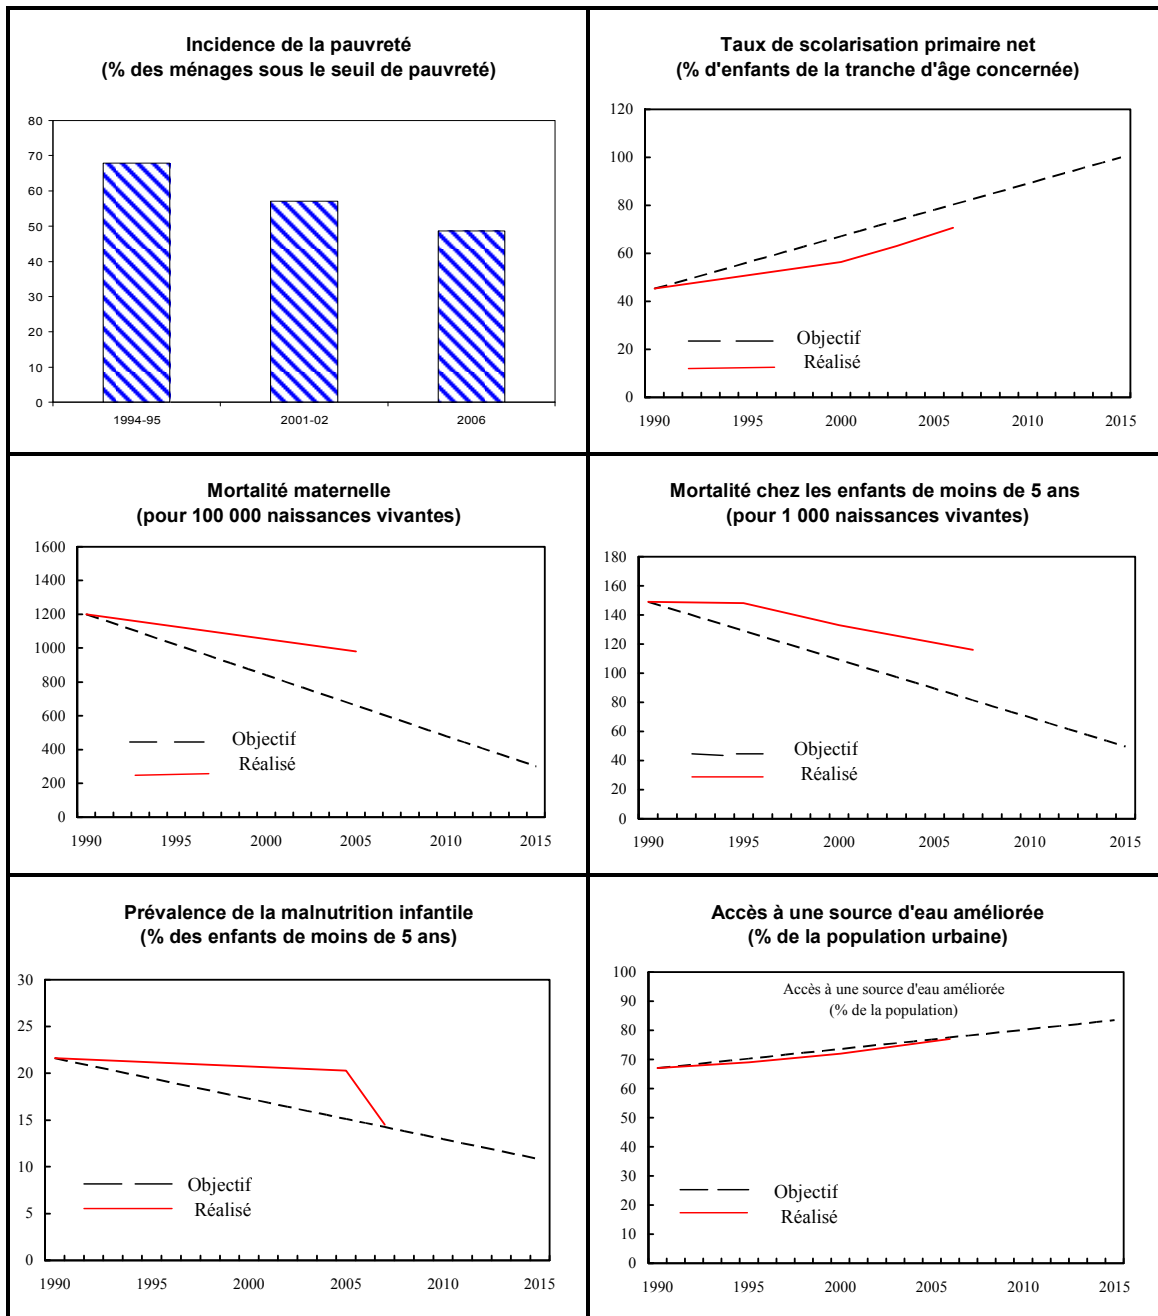 Incidence de la pauvreté
(% des ménages sous le seuil de pauvreté)
80
70
60
50
40
30
20
10
0
1994-95 2001-02 2006
Taux de scolarisation primaire net
(% d'enfants de la tranche d'âge concernée)
120
100
80
60
40
20
0
Objectif
Réalisé
1990 1995 2000 2005 2010 2015
Mortalité maternelle
(pour 100 000 naissances vivantes)
1600
1400
1200
1000
800
600
400
200
0
Objectif
Réalisé
1990 1995 2000 2005 2010 2015
Mortalité chez les enfants de moins de 5 ans
(pour 1 000 naissances vivantes)
180
160
140
120
100
80
60
40
20
0
Objectif
Réalisé
1990 1995 2000 2005 2010 2015
Prévalence de la malnutrition infantile
(% des enfants de moins de 5 ans)
30
25
20
15
10
5
0
Objectif
Réalisé
1990 1995 2000 2005 2010 2015
Accès à une source d'eau améliorée
(% de la population urbaine)
Accès à une source d'eau améliorée
(% de la population)
100
90
80
70
60
50
40
30
20
10
0
Objectif
Réalisé
1990 1995 2000 2005 2010 2015